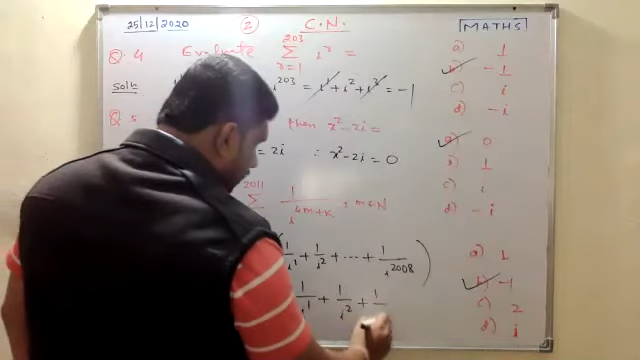 25/12/2020 ② C.N. MATHS
Q.4 Evaluate 203 Σ r=1 i^r =
a) 1
b) -1
c) i
d) -i
Soln i^203 = i^1 + i^2 + i^3 = -1
Q.5 then x^2 - 2i =
= 2i ∴ x^2 - 2i = 0
a) 0
b) 1
c) i
d) -i
2011 Σ 1/i^(4m+K), m∈N
1/i^1 + 1/i^2 + ... + 1/i^2008 )
1/i^1 + 1/i^2 + 1
a) 1
b) -1
c) 2
d) i